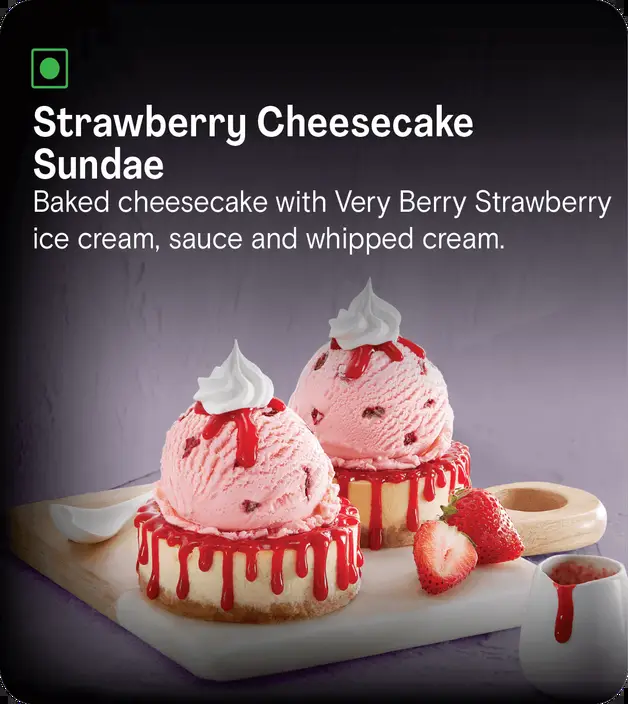 Strawberry Cheesecake
Sundae
Baked cheesecake with Very Berry Strawberry
ice cream, sauce and whipped cream.